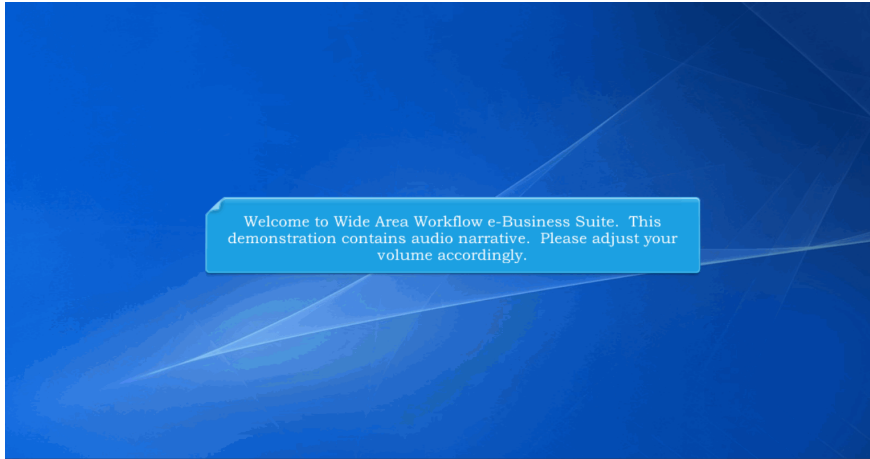 Welcome to Wide Area Workflow e-Business Suite.  This
demonstration contains audio narrative.  Please adjust your
volume accordingly.